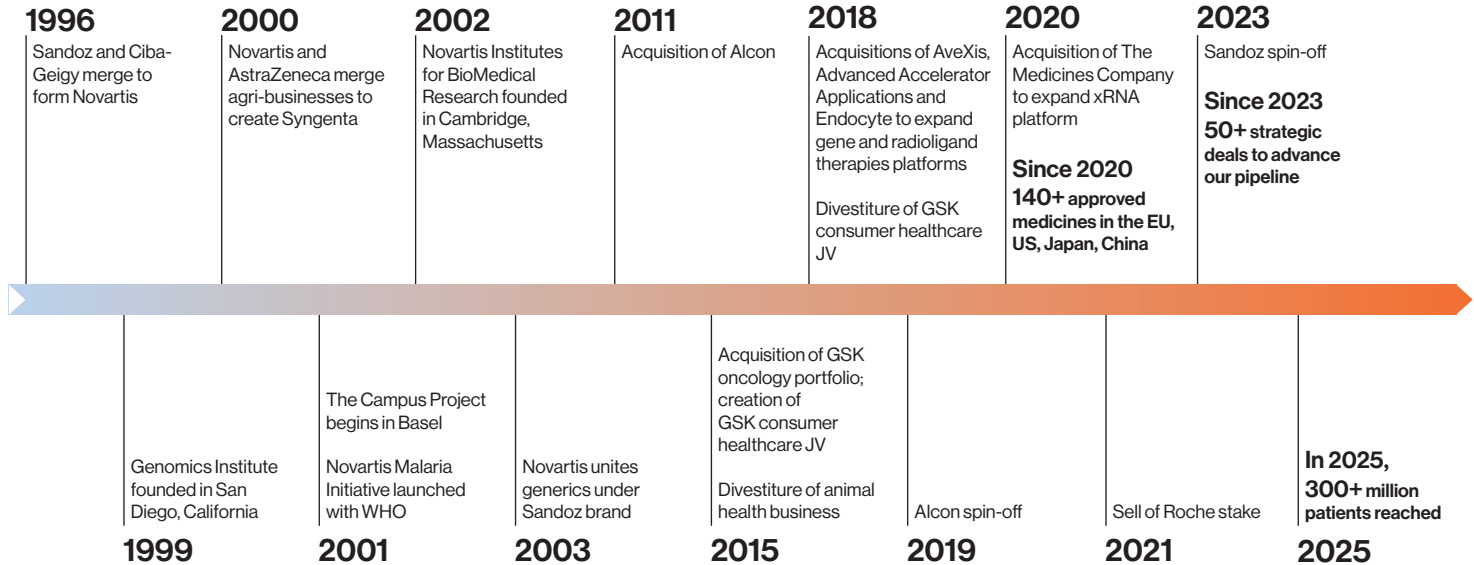 1996
Sandoz and Ciba-
Geigy merge to
form Novartis
2000
Novartis and
AstraZeneca merge
agri-businesses to
create Syngenta
2002
Novartis Institutes
for BioMedical
Research founded
in Cambridge,
Massachusetts
2011
Acquisition of Alcon
2018
Acquisitions of AveXis,
Advanced Accelerator
Applications and
Endocyte to expand
gene and radioligand
therapies platforms
Divestiture of GSK
consumer healthcare
JV
2020
Acquisition of The
Medicines Company
to expand xRNA
platform
Since 2020
140+ approved
medicines in the EU,
US, Japan, China
2023
Sandoz spin-off
Since 2023
50+ strategic
deals to advance
our pipeline
Genomics Institute
founded in San
Diego, California
1999
The Campus Project
begins in Basel
Novartis Malaria
Initiative launched
with WHO
2001
Novartis unites
generics under
Sandoz brand
2003
Acquisition of GSK
oncology portfolio;
creation of
GSK consumer
healthcare JV
Divestiture of animal
health business
2015
Alcon spin-off
2019
Sell of Roche stake
2021
In 2025,
300+ million
patients reached
2025